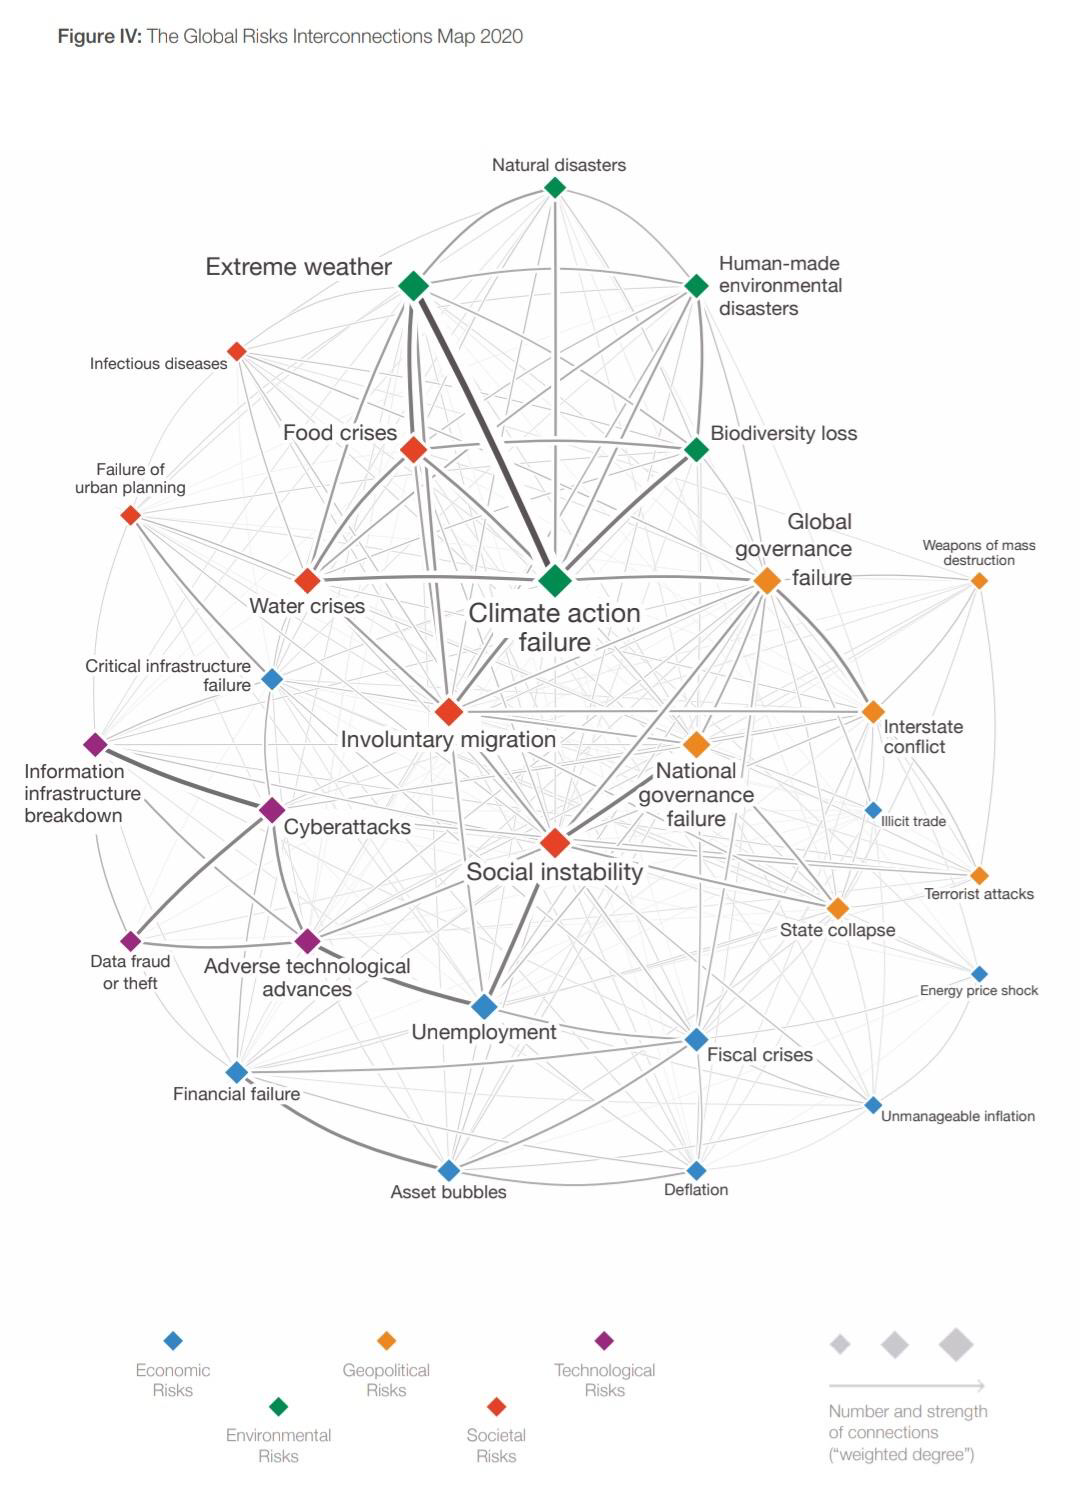 Figure IV: The Global Risks Interconnections Map 2020
Natural disasters
Extreme weather
Human-made
environmental
disasters
Infectious diseases
Food crises
Biodiversity loss
Failure of
urban planning
Global
governance
failure
Weapons of mass
destruction
Water crises
Climate action
failure
Critical infrastructure
failure
Involuntary migration
Interstate
conflict
Information
infrastructure
breakdown
National
governance
failure
Cyberattacks
Illicit trade
Social instability
Terrorist attacks
State collapse
Data fraud
or theft
Adverse technological
advances
Energy price shock
Unemployment
Fiscal crises
Financial failure
Unmanageable inflation
Asset bubbles
Deflation
Economic
Risks
Geopolitical
Risks
Technological
Risks
Environmental
Risks
Societal
Risks
Number and strength
of connections
("weighted degree")